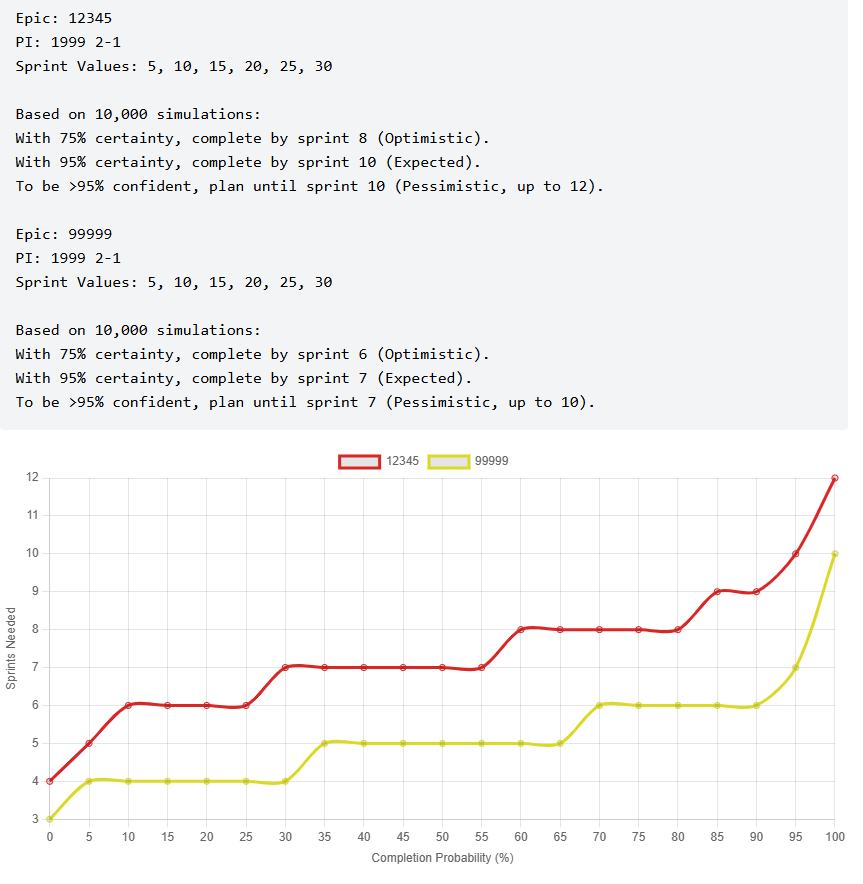 Epic: 12345
PI: 1999 2-1
Sprint Values: 5, 10, 15, 20, 25, 30
Based on 10,000 simulations:
With 75% certainty, complete by sprint 8 (Optimistic).
With 95% certainty, complete by sprint 10 (Expected).
To be >95% confident, plan until sprint 10 (Pessimistic, up to 12).
Epic: 99999
PI: 1999 2-1
Sprint Values: 5, 10, 15, 20, 25, 30
Based on 10,000 simulations:
With 75% certainty, complete by sprint 6 (Optimistic).
With 95% certainty, complete by sprint 7 (Expected).
To be >95% confident, plan until sprint 7 (Pessimistic, up to 10).
12345 99999
12
11
10
9
8
7
6
5
4
3
Sprints Needed
0 5 10 15 20 25 30 35 40 45 50 55 60 65 70 75 80 85 90 95 100
Completion Probability (%)